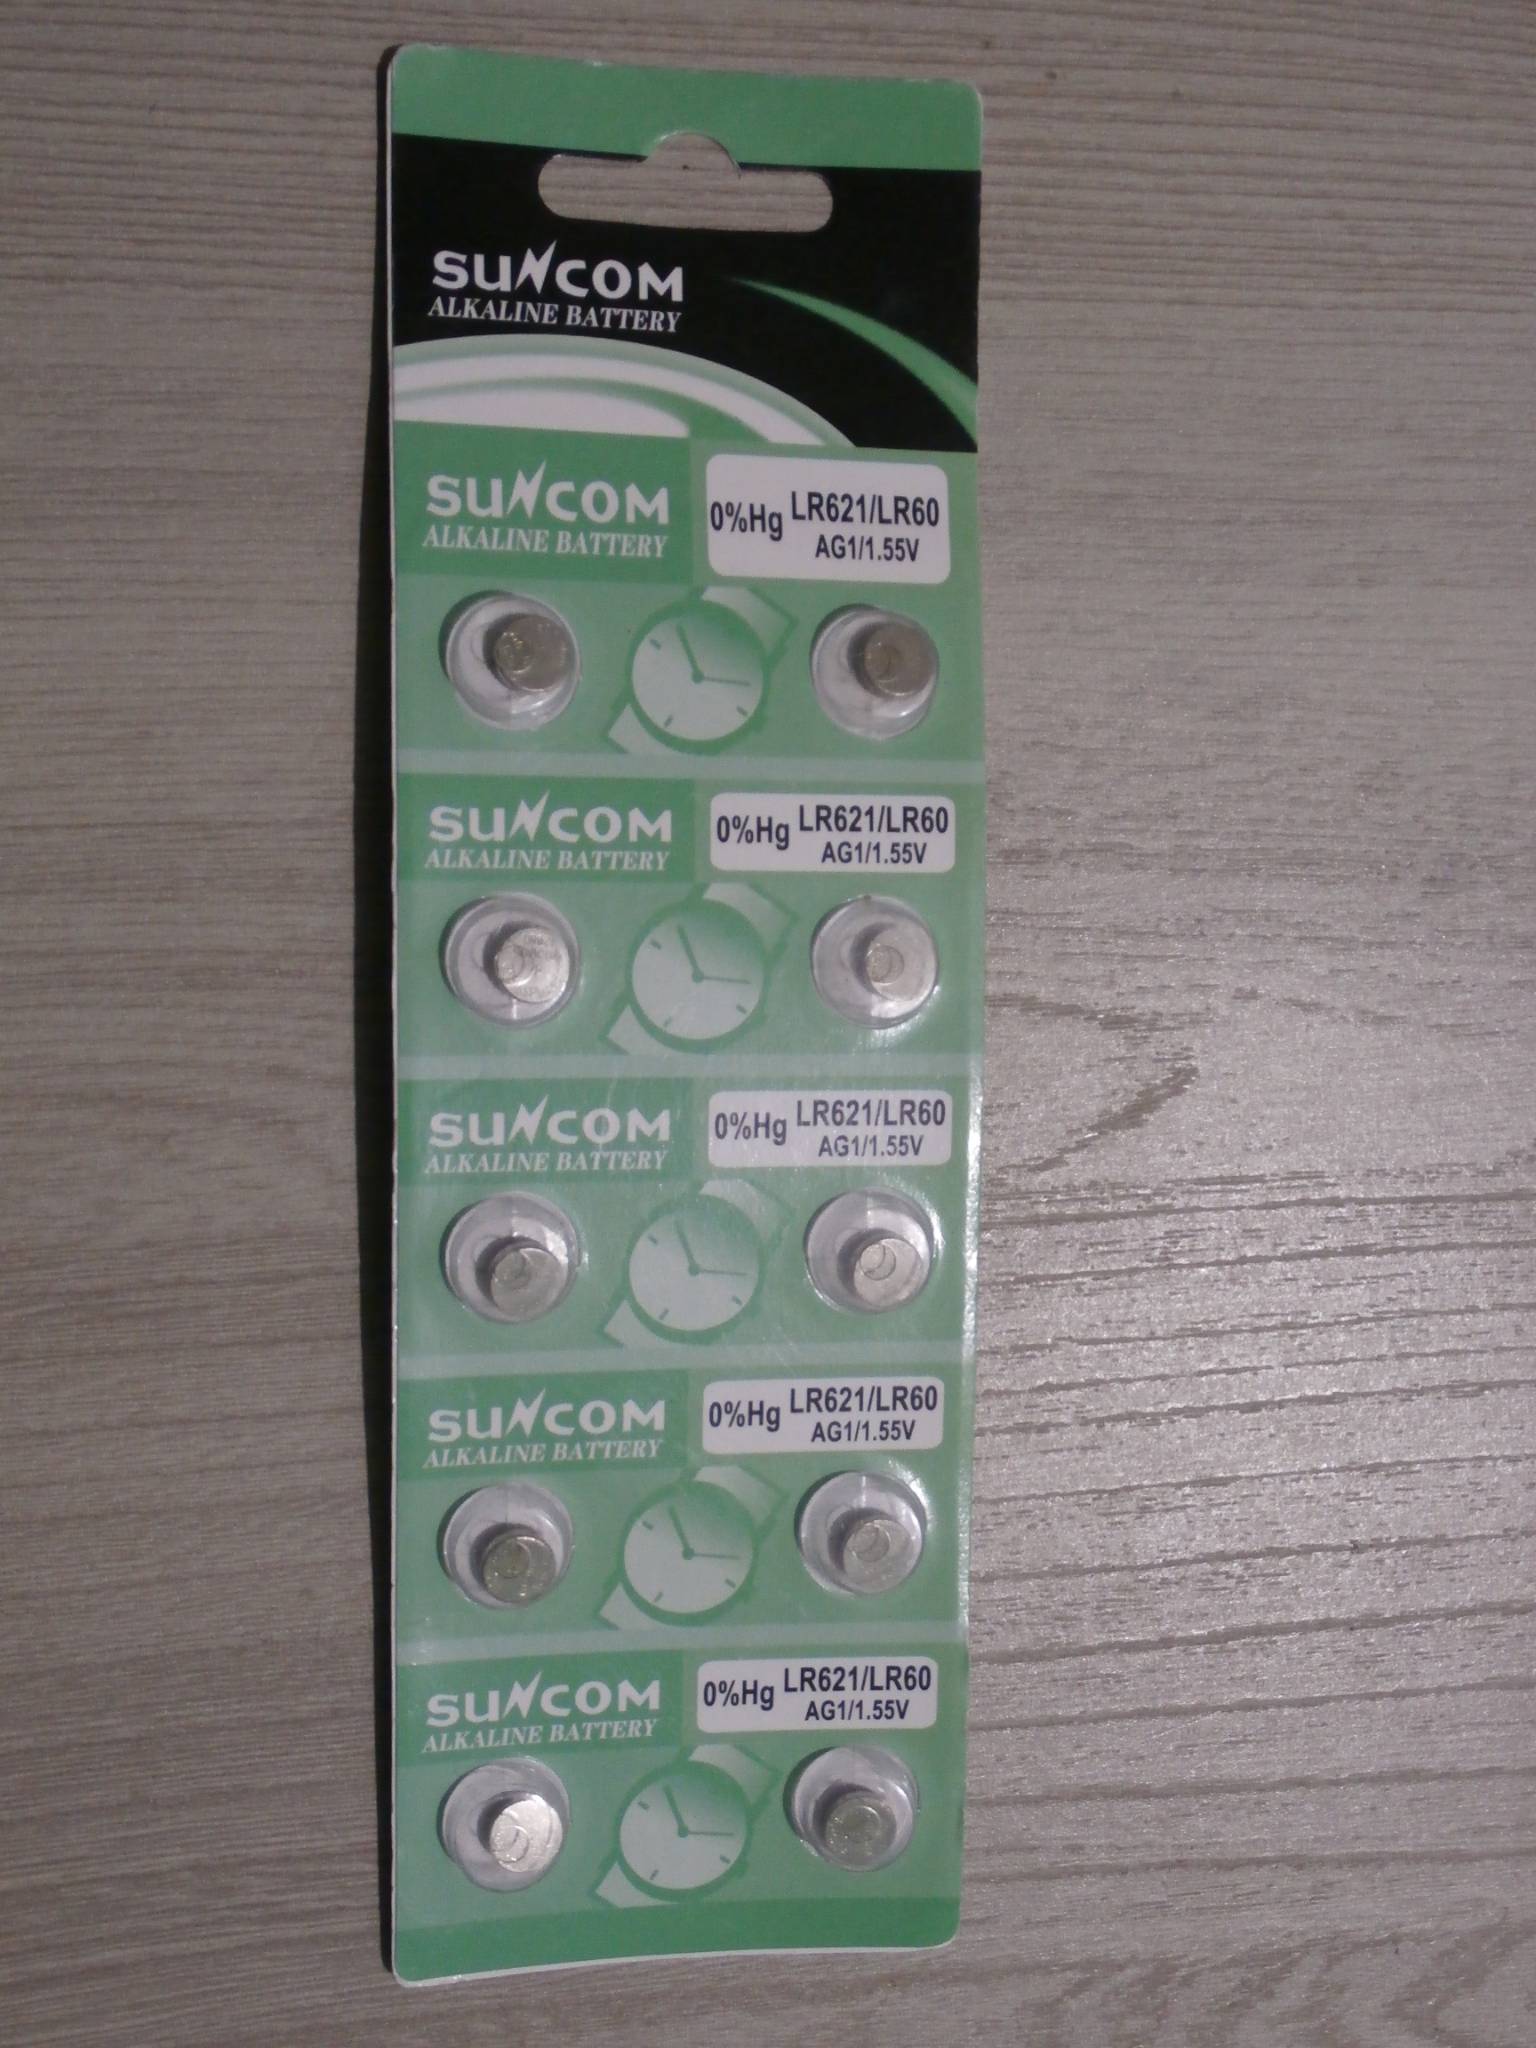 SUNCOM
ALKALINE BATTERY
SUNCOM
ALKALINE BATTERY
0%Hg LR621/LR60
AG1/1.55V
SUNCOM
ALKALINE BATTERY
0%Hg LR621/LR60
AG1/1.55V
SUNCOM
ALKALINE BATTERY
0%Hg LR621/LR60
AG1/1.55V
SUNCOM
ALKALINE BATTERY
0%Hg LR621/LR60
AG1/1.55V
SUNCOM
ALKALINE BATTERY
0%Hg LR621/LR60
AG1/1.55V